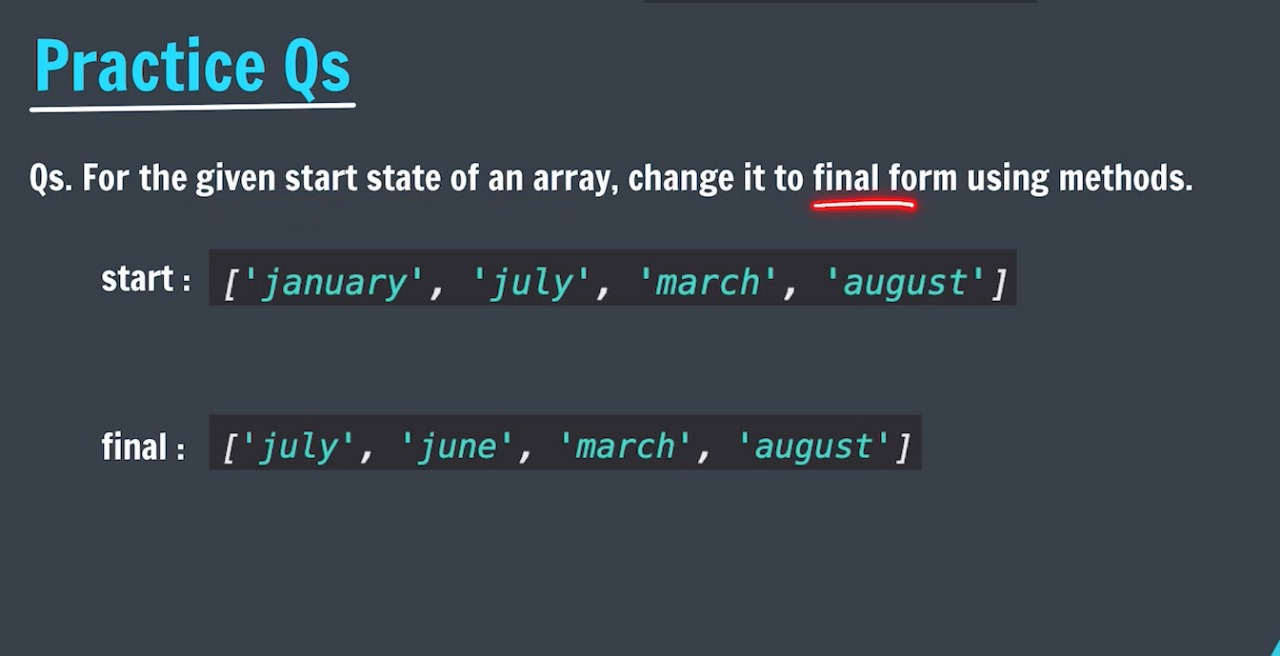 Practice Qs
Qs. For the given start state of an array, change it to final form using methods.
start : ['january', 'july', 'march', 'august']
final : ['july', 'june', 'march', 'august']